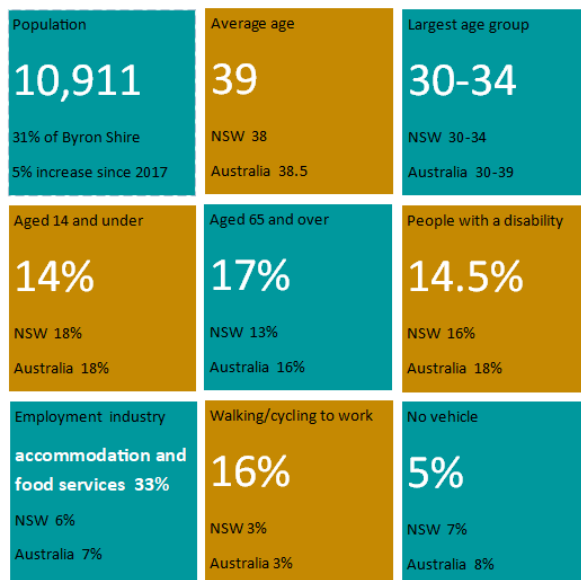 Population
10,911
31% of Byron Shire
5% increase since 2017
Average age
39
NSW 38
Australia 38.5
Largest age group
30-34
NSW 30-34
Australia 30-39
Aged 14 and under
14%
NSW 18%
Australia 18%
Aged 65 and over
17%
NSW 13%
Australia 16%
People with a disability
14.5%
NSW 16%
Australia 18%
Employment industry
accommodation and
food services 33%
NSW 6%
Australia 7%
Walking/cycling to work
16%
NSW 3%
Australia 3%
No vehicle
5%
NSW 7%
Australia 8%